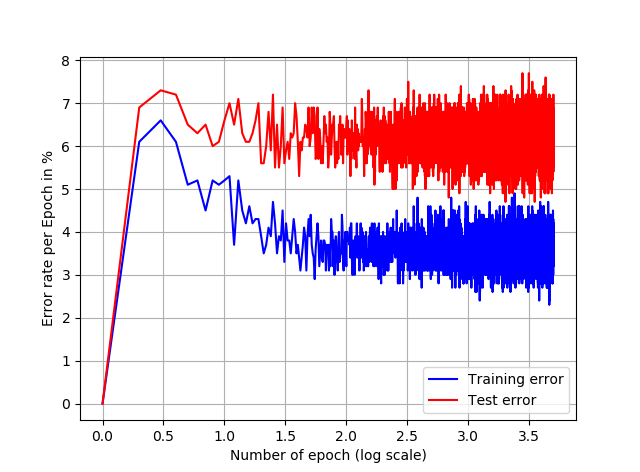 8
7
6
5
4
3
2
1
0
Error rate per Epoch in %
0.0 0.5 1.0 1.5 2.0 2.5 3.0 3.5
Number of epoch (log scale)
Training error
Test error